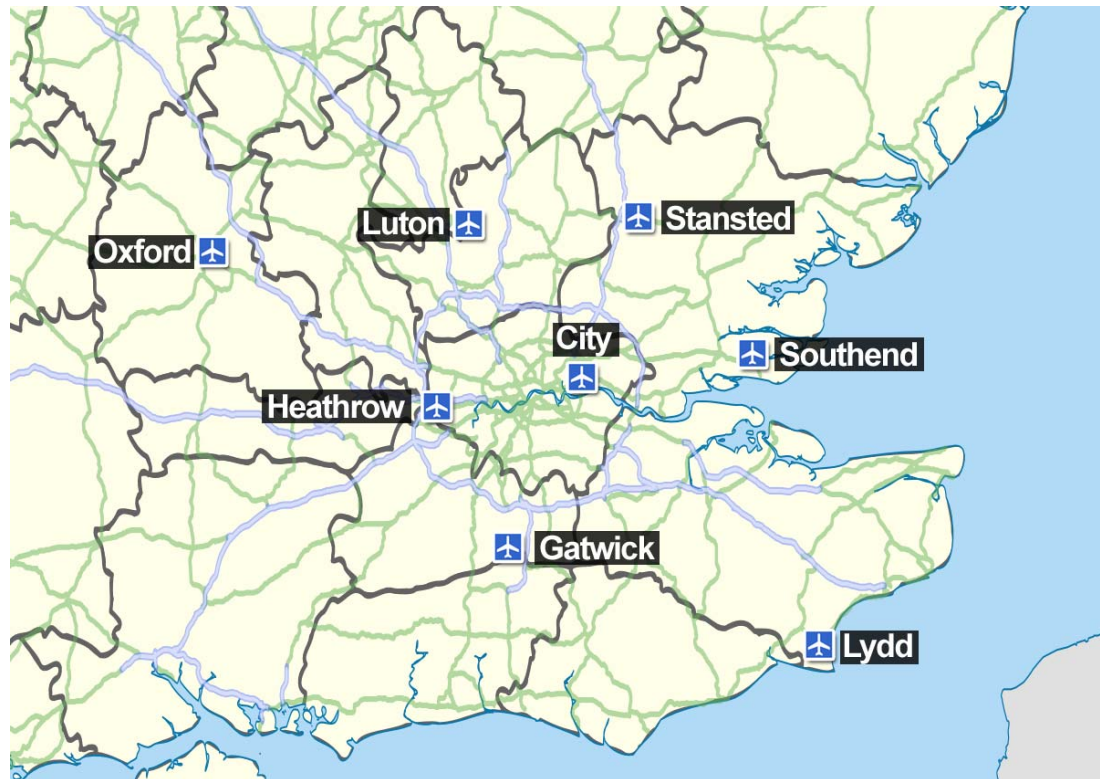 Luton
Stansted
Oxford
City
Southend
Heathrow
Gatwick
Lydd